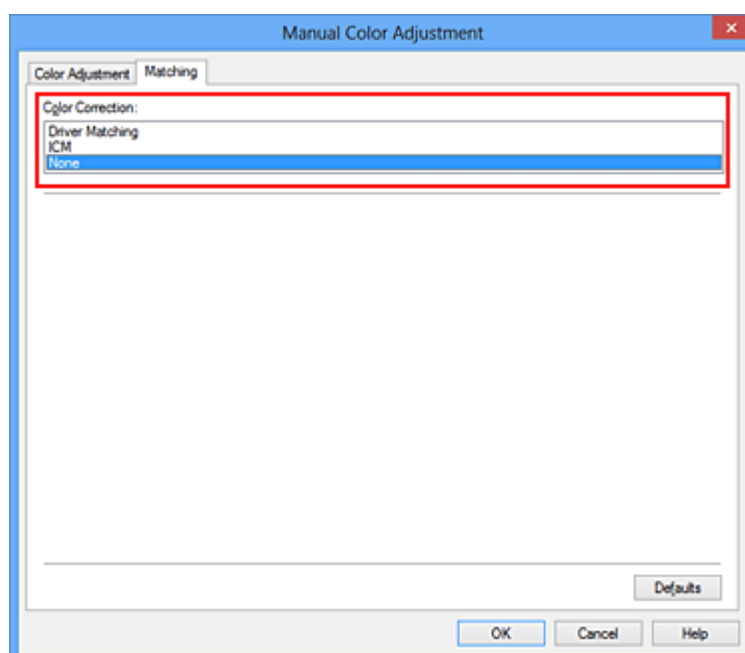 Manual Color Adjustment
Color Adjustment Matching
Color Correction:
Driver Matching
ICM
None
Defaults
OK Cancel Help